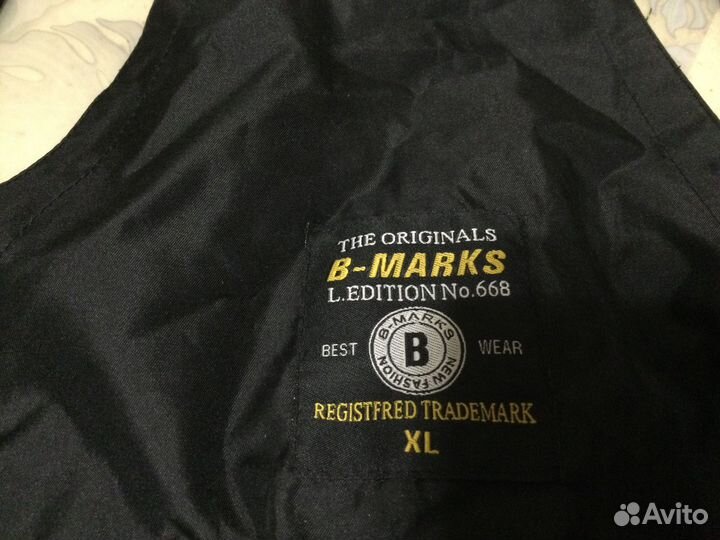 THE ORIGINALS
B-MARKS
L.EDITION No.668
BEST B-MARKS B NEW FASHION WEAR
REGISTFRED TRADEMARK
XL
Avito